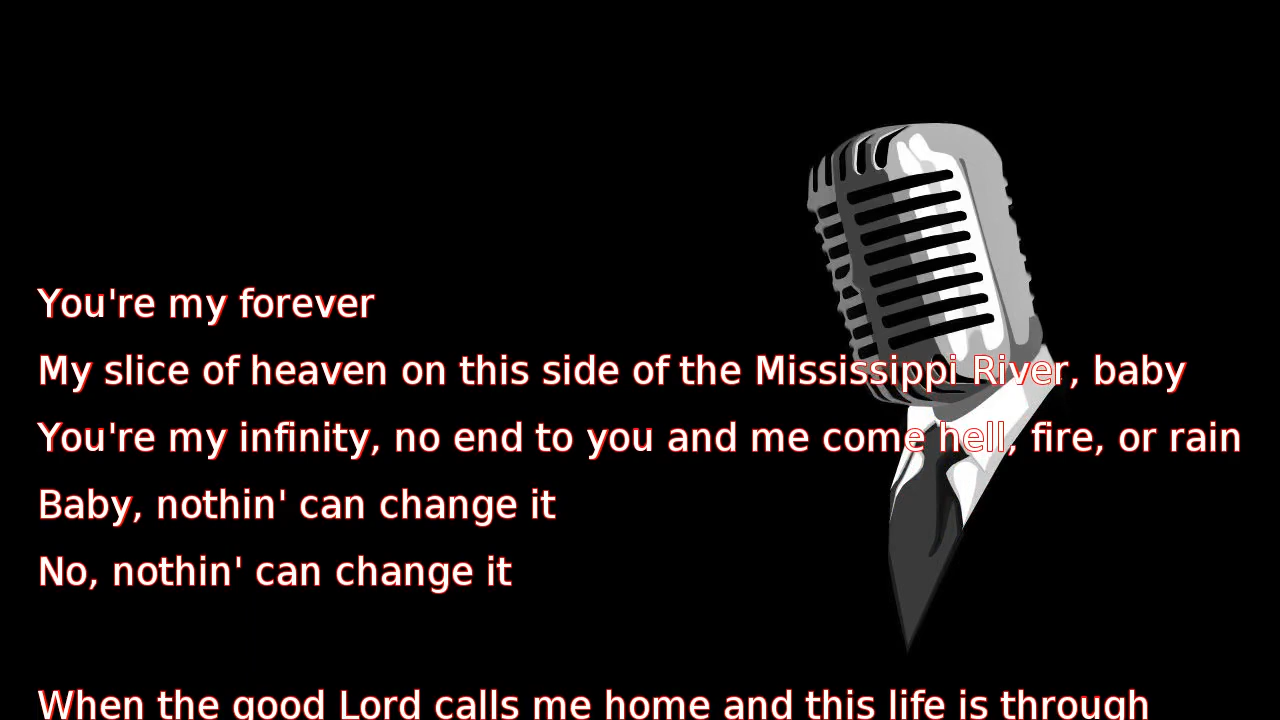 You're my forever
My slice of heaven on this side of the Mississippi River, baby
You're my infinity, no end to you and me come hell, fire, or rain
Baby, nothin' can change it
No, nothin' can change it
When the good Lord calls me home and this life is through